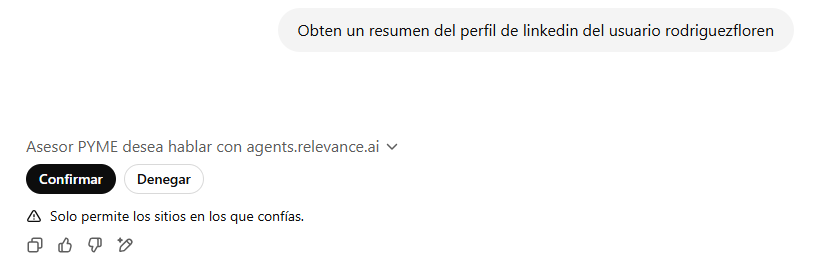 Obten un resumen del perfil de linkedin del usuario rodriguezfloren
Asesor PYME desea hablar con agents.relevance.ai
Confirmar Denegar
Solo permite los sitios en los que confías.